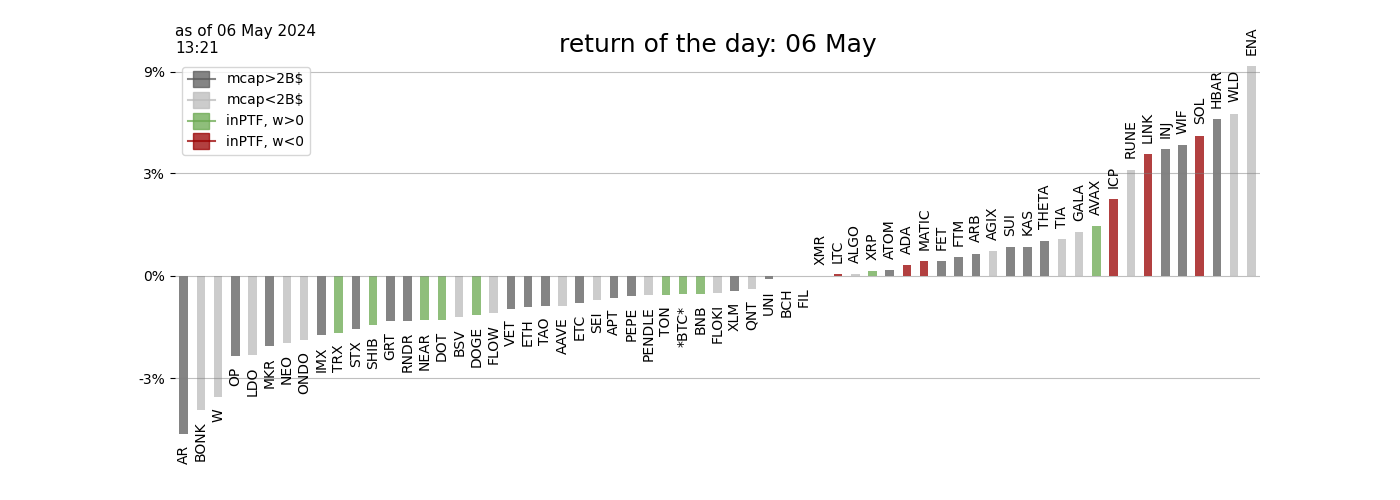 as of 06 May 2024
13:21
return of the day: 06 May
mcap>2B$
mcap<2B$
inPTF, w>0
inPTF, w<0
9%
3%
0%
-3%
AR
BONK
W
OP
LDO
MKR
NEO
ONDO
IMX
TRX
STX
SHIB
GRT
RNDR
NEAR
DOT
BSV
DOGE
FLOW
VET
ETH
TAO
AAVE
ETC
SEI
APT
PEPE
PENDLE
TON
*BTC*
BNB
FLOKI
XLM
QNT
UNI
BCH
FIL
XMR
LTC
ALGO
XRP
ATOM
ADA
MATIC
FET
FTM
ARB
AGIX
SUI
KAS
THETA
TIA
GALA
AVAX
ICP
RUNE
LINK
INJ
WIF
SOL
HBAR
WLD
ENA